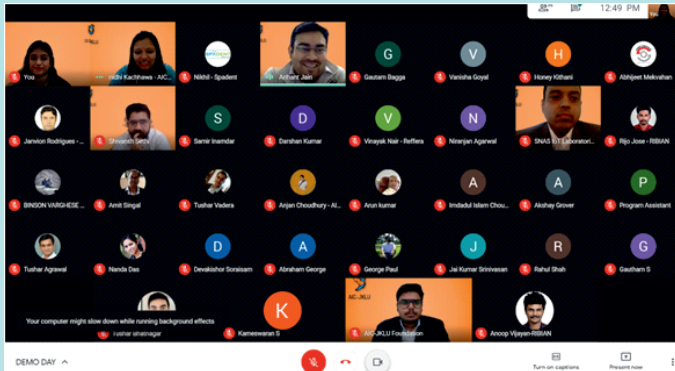 12:49 PM
You
You
nidhi Kachhawa - AIC...
Nikhil - Spadent
Arihant Jain
G
Gautam Bagga
V
Vanisha Goyal
H
Honey Kithani
Abhijeet Mekvahan
Janvion Rodrigues - ...
S
Samir Inamdar
D
Darshan Kumar
V
Vinayak Nair - Reffera
N
Niranjan Agarwal
SNAS IoT Laboratori...
Rijo Jose - RIBIAN
BINSON VARGHESE ...
Amit Singal
Tushar Vadera
Anjan Choudhury - AI...
Arun kumar
A
Imdadul Islam Chou...
A
Akshay Grover
P
Program Assistant
Tushar Agrawal
Nanda Das
D
Devakishor Soraisam
A
Abraham George
George Paul
J
Jai Kumar Srinivasan
R
Rahul Shah
G
Gautham S
Your computer might slow down while running background effects
K
Kameswaran S
AIC-JKLU
AIC-JKLU Foundation
Anoop Vijayan-RIBIAN
DEMO DAY
Turn on captions
Present now